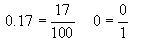 0.17 = 17/100  0 = 0/1